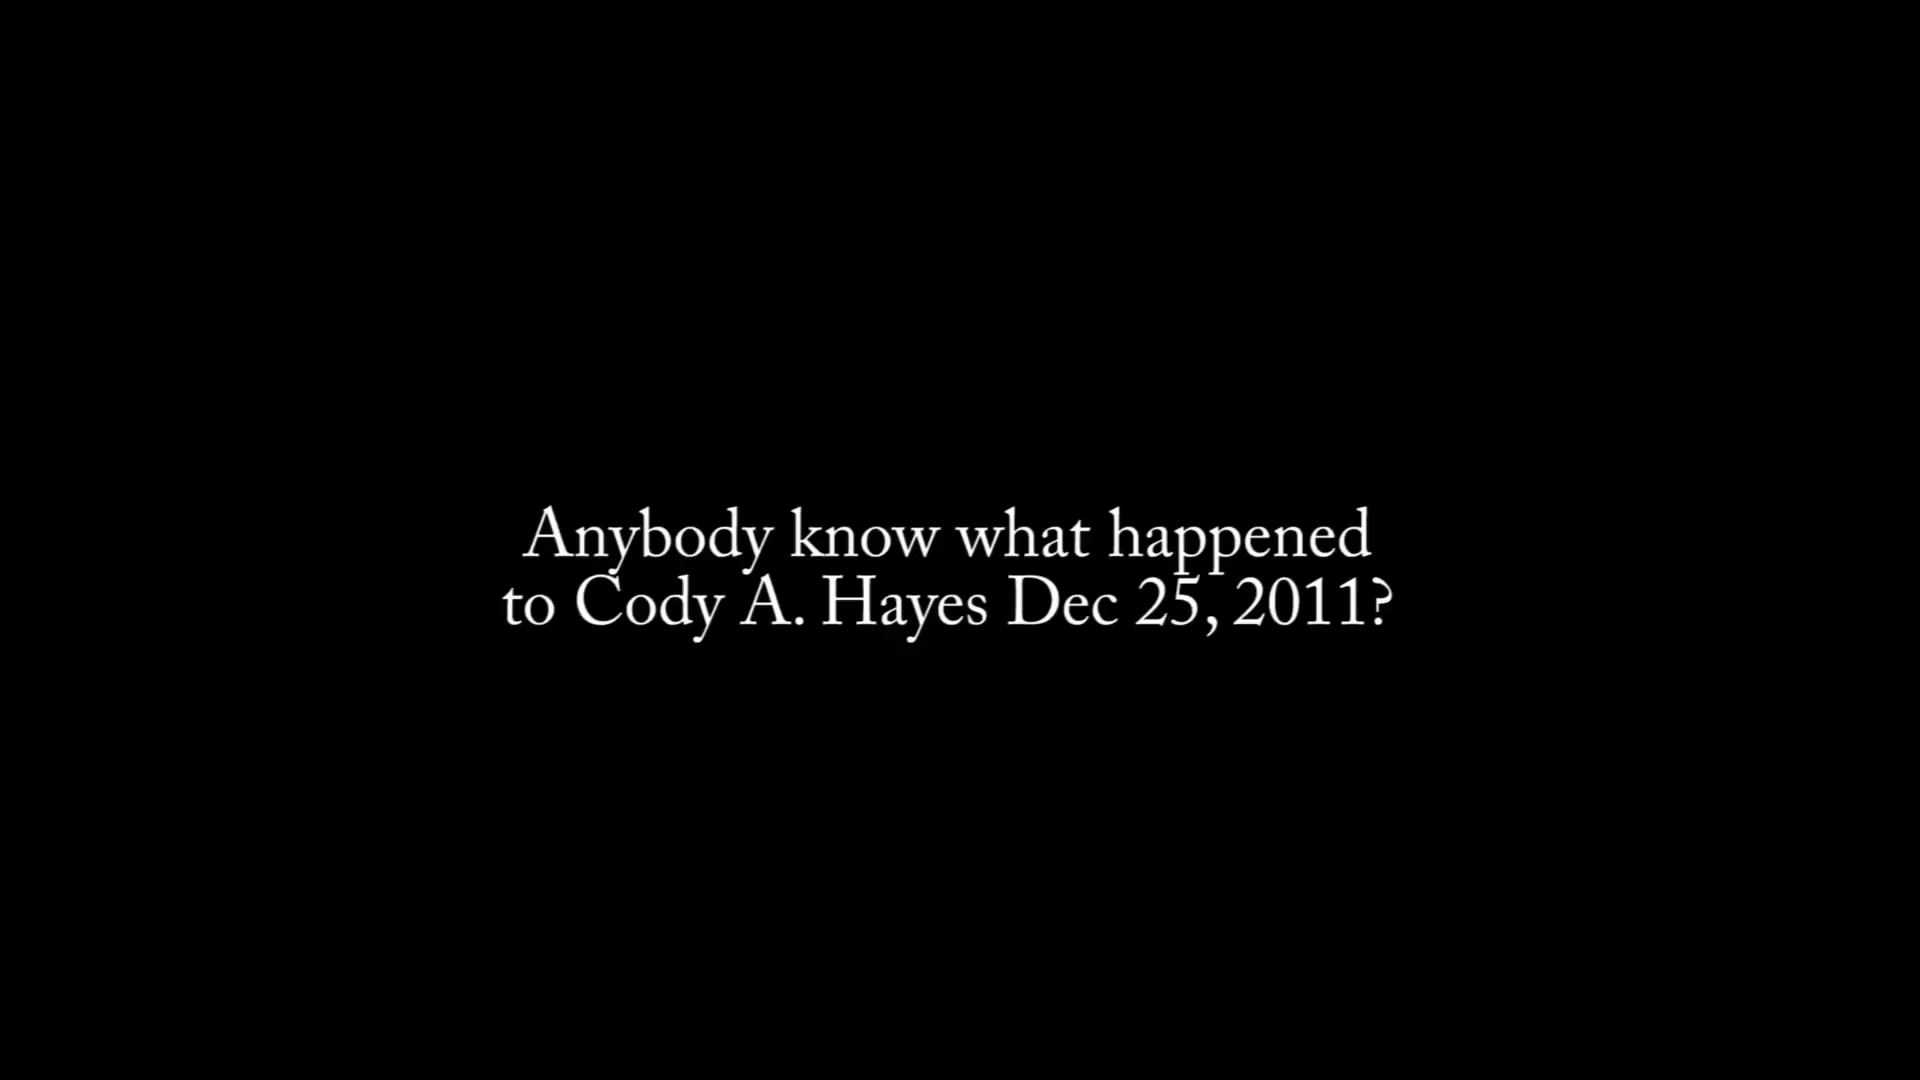 Anybody know what happened
to Cody A. Hayes Dec 25, 2011?